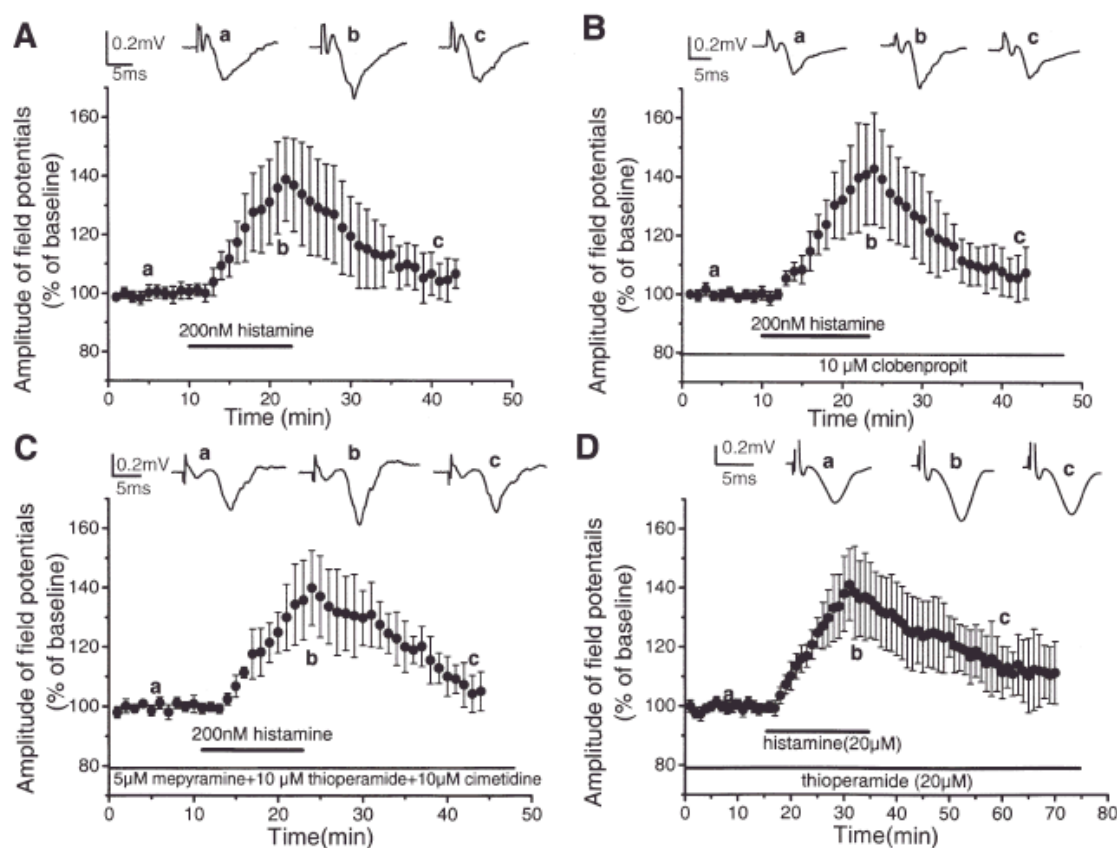 A
0.2mV
5ms
a
b
c
Amplitude of field potentials
(% of baseline)
160
140
120
100
80
a
b
c
200nM histamine
0 10 20 30 40 50
Time (min)
B
0.2mV
5ms
a
b
c
Amplitude of field potentials
(% of baseline)
160
140
120
100
80
a
b
c
200nM histamine
10 µM clobenpropit
0 10 20 30 40 50
Time (min)
C
0.2mV
5ms
a
b
c
Amplitude of field potentials
(% of baseline)
160
140
120
100
80
a
b
c
200nM histamine
5µM mepyramine+10 µM thioperamide+10µM cimetidine
0 10 20 30 40 50
Time(min)
D
0.2mV
5ms
a
b
c
Amplitude of field potentails
(% of baseline)
160
140
120
100
80
a
b
c
histamine(20µM)
thioperamide (20µM)
0 10 20 30 40 50 60 70 80
Time(min)